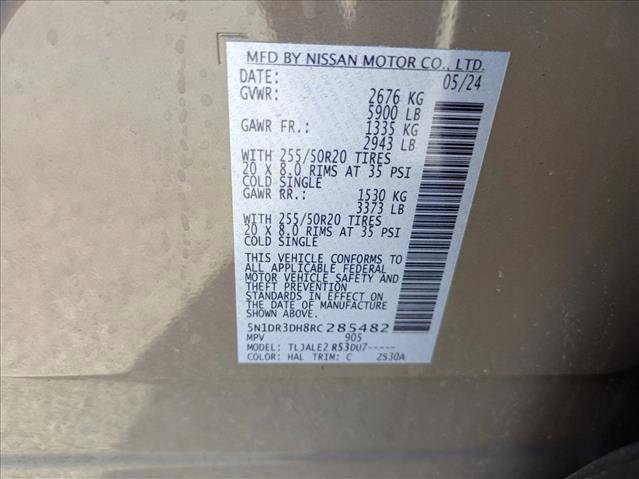 MFD BY NISSAN MOTOR CO., LTD.
DATE: 05/24
GVWR: 2676 KG
5900 LB
GAWR FR.: 1335 KG
2943 LB
WITH 255/50R20 TIRES
20 X 8.0 RIMS AT 35 PSI
COLD SINGLE
GAWR RR.: 1530 KG
3373 LB
WITH 255/50R20 TIRES
20 X 8.0 RIMS AT 35 PSI
COLD SINGLE
THIS VEHICLE CONFORMS TO
ALL APPLICABLE FEDERAL
MOTOR VEHICLE SAFETY AND
THEFT PREVENTION
STANDARDS IN EFFECT ON
THE DATE OF MANUFACTURE
SHOWN ABOVE.
5N1DR3DH8RC285482
MPV 905
MODEL: TLJALE2 R53DU7-----
COLOR: HAL TRIM: C 2S30A